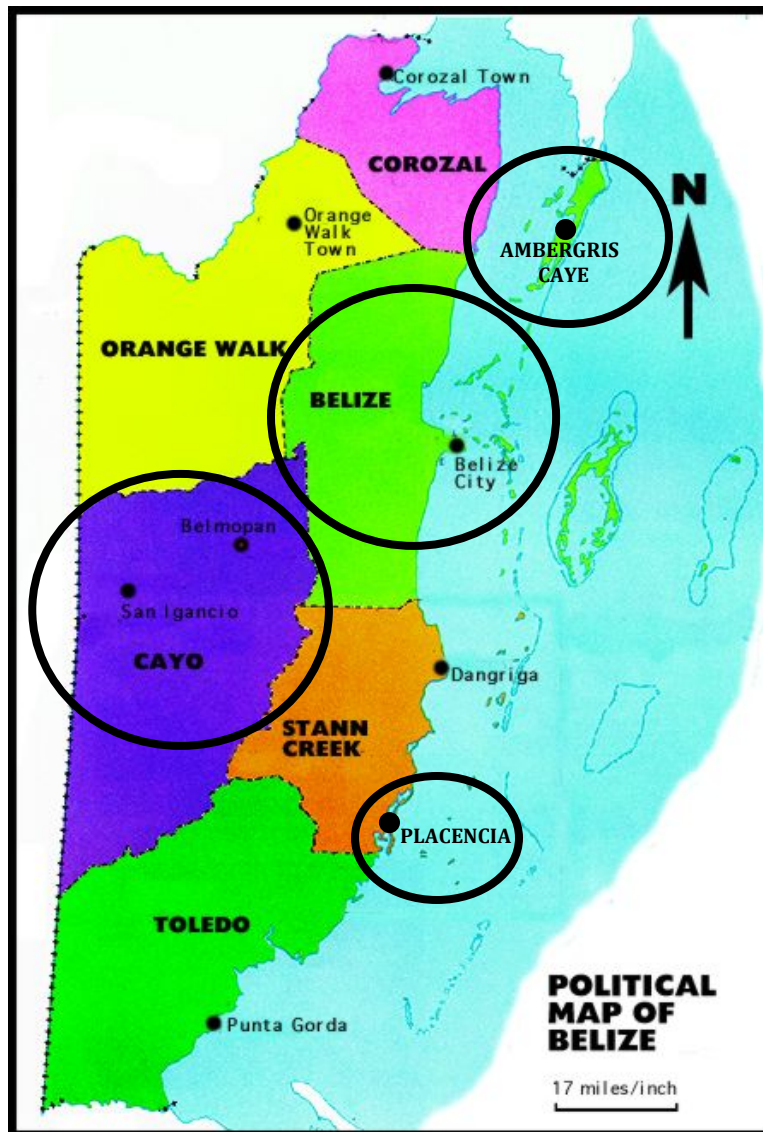 Corozal Town
COROZAL
N
Orange
Walk
Town
AMBERGRIS
CAYE
ORANGE WALK
BELIZE
Belize
City
Belmopan
San Igancio
CAYO
Dangriga
STANN
CREEK
PLACENCIA
TOLEDO
Punta Gorda
POLITICAL
MAP OF
BELIZE
17 miles/inch